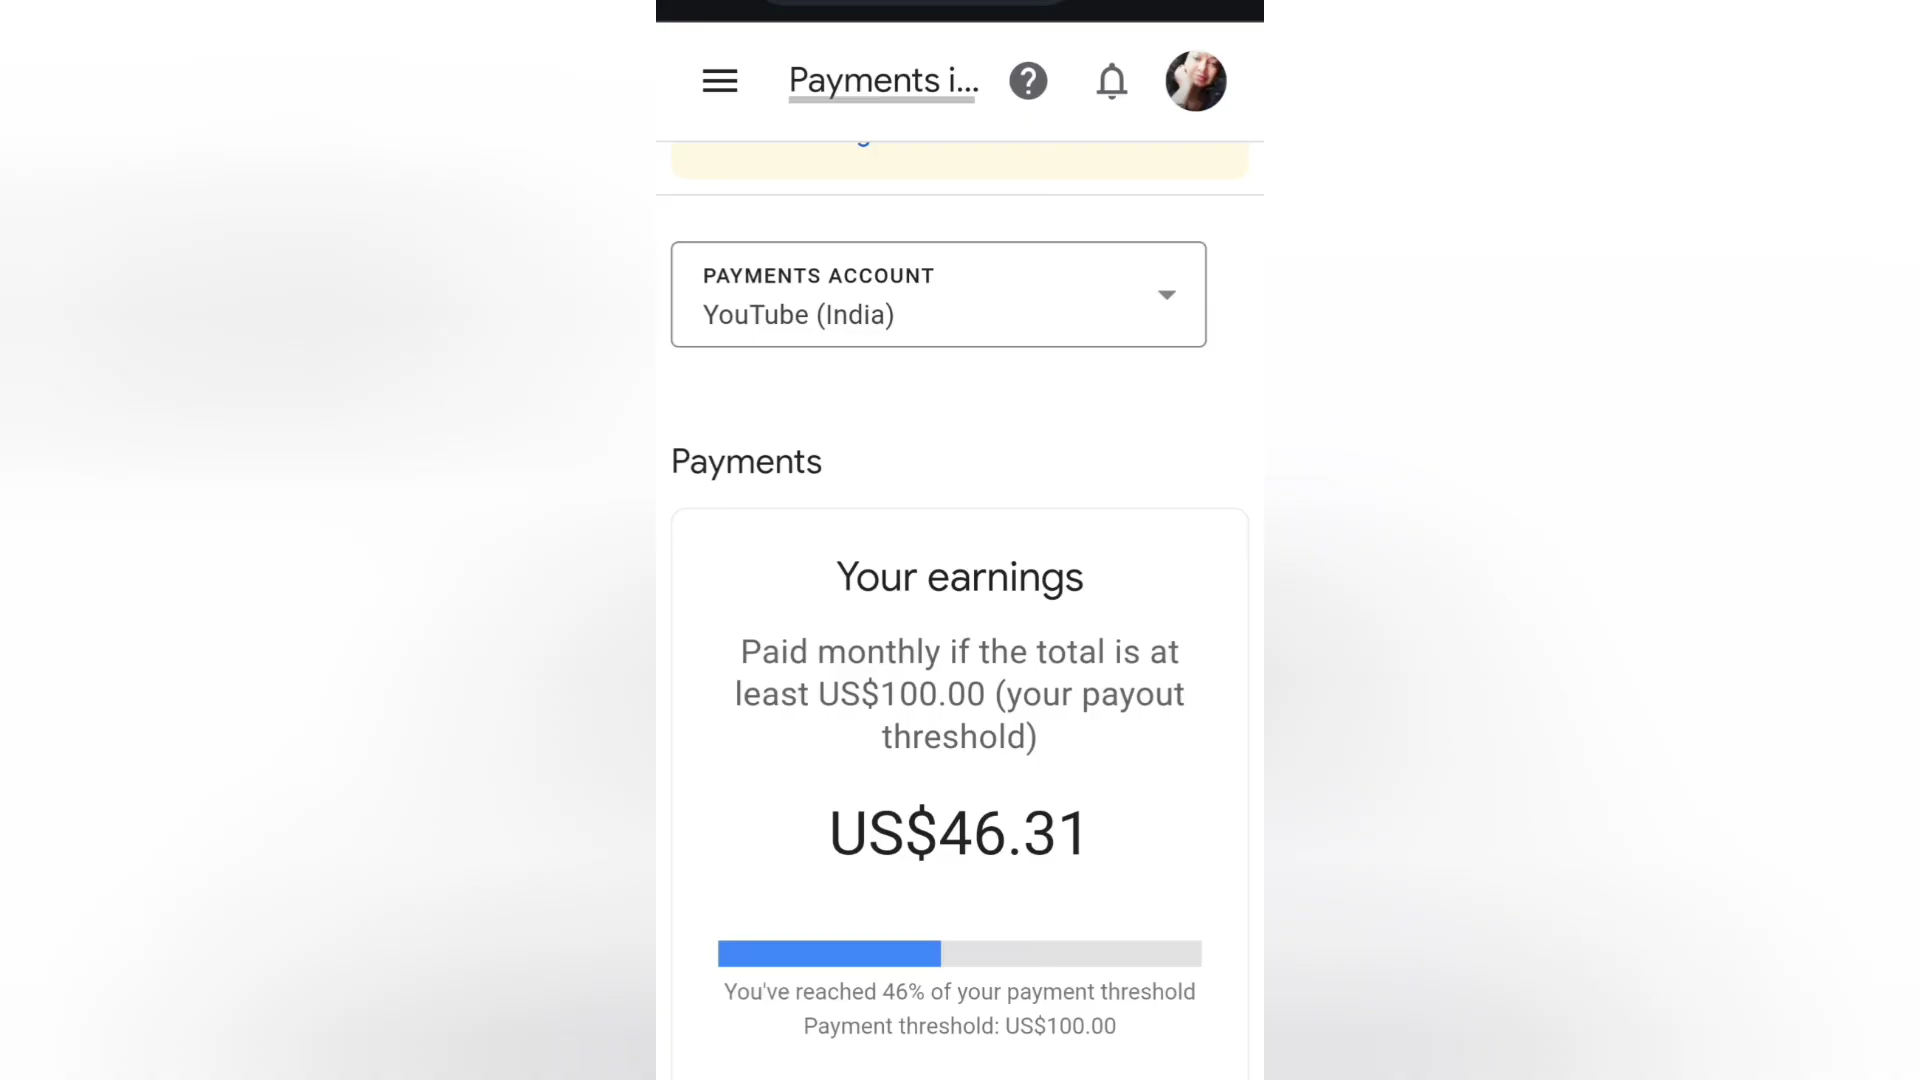 Payments i...
PAYMENTS ACCOUNT
YouTube (India)
Payments
Your earnings
Paid monthly if the total is at
least US$100.00 (your payout
threshold)
US$46.31
You've reached 46% of your payment threshold
Payment threshold: US$100.00